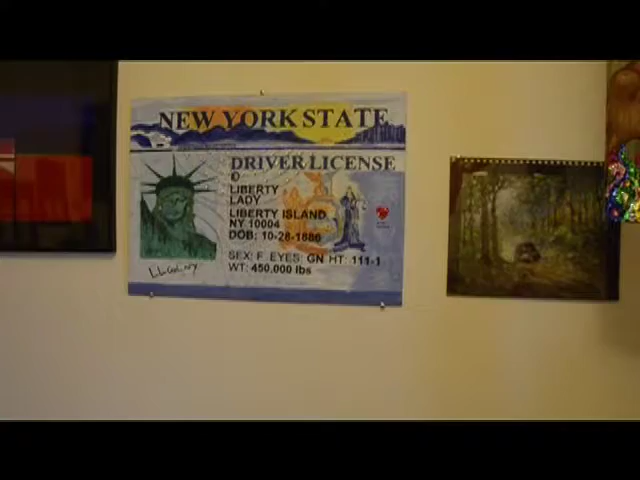 NEW YORK STATE
DRIVER LICENSE
LIBERTY
LADY
LIBERTY ISLAND
NY 10004
DOB: 10-28-1886
SEX: F EYES: GN HT: 111-1
WT: 450.000 lbs